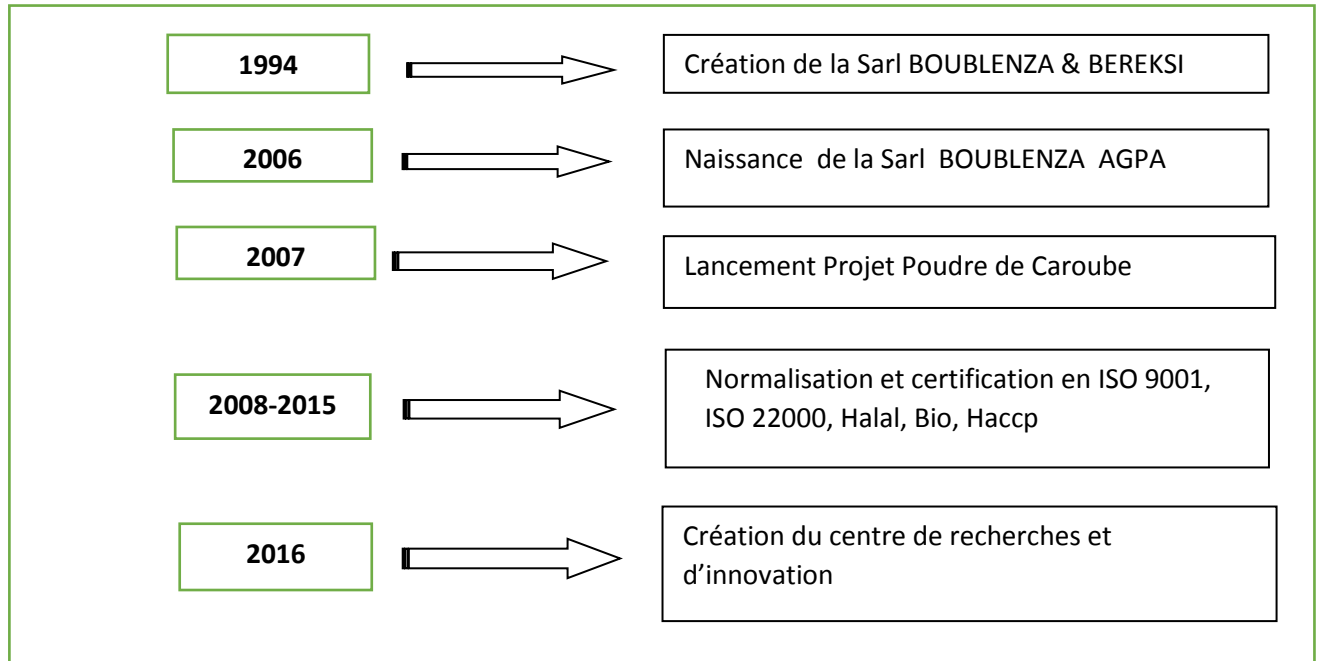 1994
Création de la Sarl BOUBLENZA & BEREKSI
2006
Naissance de la Sarl BOUBLENZA AGPA
2007
Lancement Projet Poudre de Caroube
2008-2015
Normalisation et certification en ISO 9001,
ISO 22000, Halal, Bio, Haccp
2016
Création du centre de recherches et
d’innovation